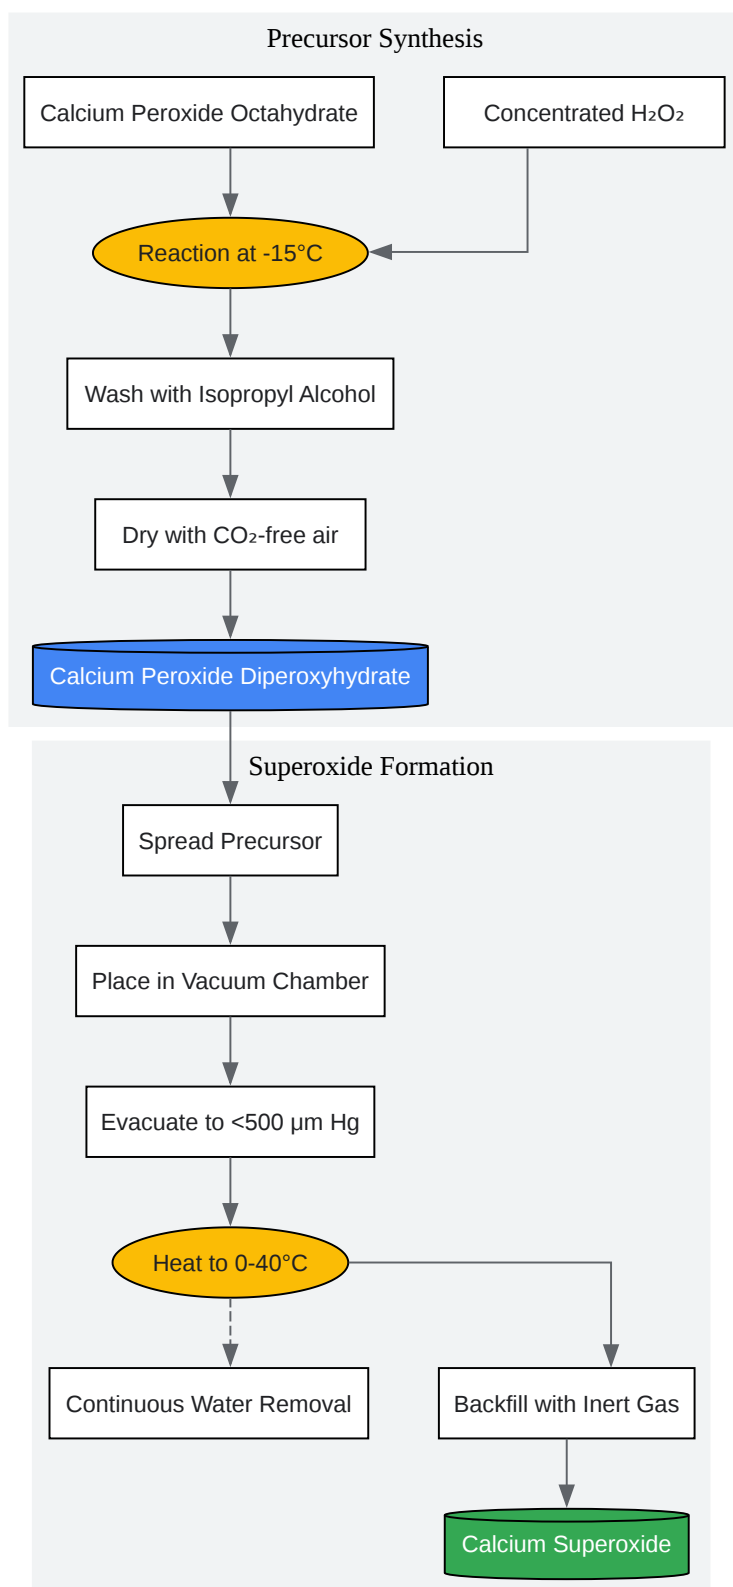 Precursor Synthesis
Calcium Peroxide Octahydrate
Concentrated H₂O₂
Reaction at -15°C
Wash with Isopropyl Alcohol
Dry with CO₂-free air
Calcium Peroxide Diperoxyhydrate
Superoxide Formation
Spread Precursor
Place in Vacuum Chamber
Evacuate to <500 μm Hg
Heat to 0-40°C
Continuous Water Removal
Backfill with Inert Gas
Calcium Superoxide